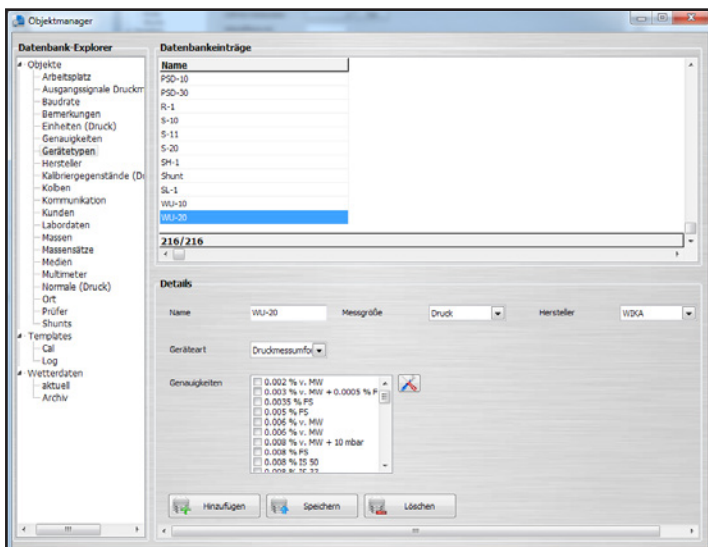 Objektmanager
Datenbank-Explorer
Objekte
Arbeitsplatz
Ausgangssignale Druckm
Baudrate
Bemerkungen
Einheiten (Druck)
Genauigkeiten
Gerätetypen
Hersteller
Kalibriergegenstände (Dr
Kolben
Kommunikation
Kunden
Labordaten
Massen
Massensätze
Medien
Multimeter
Normale (Druck)
Ort
Prüfer
Shunts
Templates
Cal
Log
Wetterdaten
aktuell
Archiv
Datenbankeinträge
Name
PSD-10
PSD-30
R-1
S-10
S-11
S-20
SH-1
Shunt
SL-1
WU-10
WU-20
216/216
Details
Name WU-20 Messgröße Druck Hersteller WIKA
Geräteart Druckmessumfo
Genauigkeiten
0.002 % v. MW
0.003 % v. MW + 0.0005 % F
0.0035 % FS
0.005 % FS
0.006 % v. MW
0.006 % v. MW
0.008 % v. MW + 10 mbar
0.008 % FS
0.008 % IS 50
0.008 % IS 33
Hinzufügen Speichern Löschen